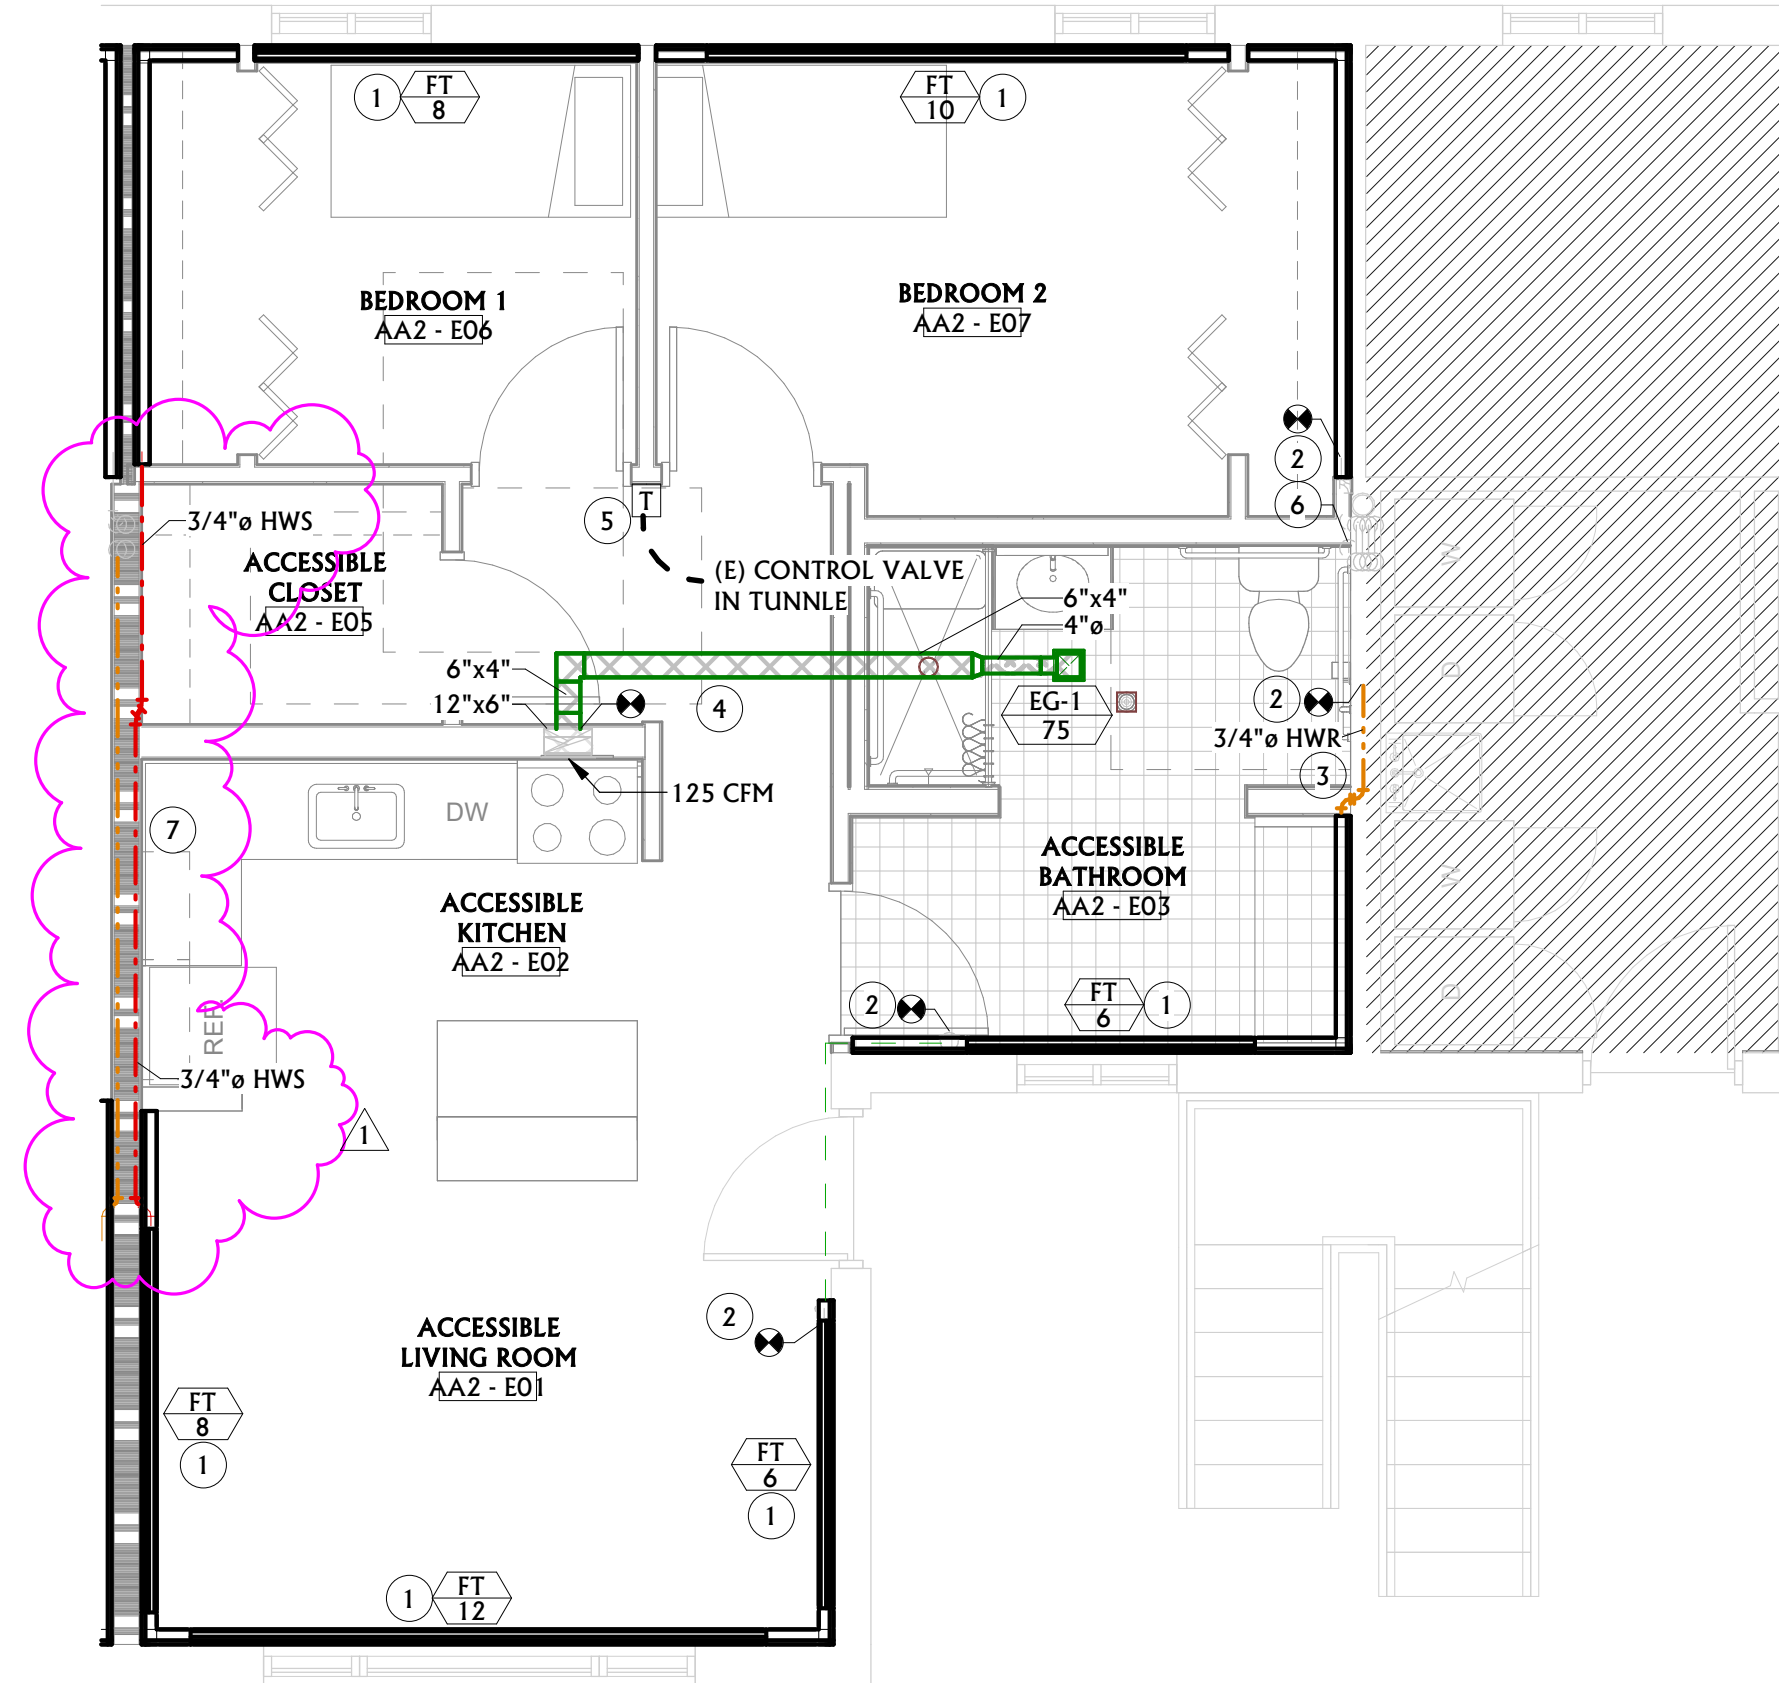 1
FT
8
FT
10
1
BEDROOM 1
AA2 - E06
BEDROOM 2
AA2 - E07
2
6
3/4"ø HWS
5
T
ACCESSIBLE
CLOSET
AA2 - E05
(E) CONTROL VALVE
IN TUNNLE
6"x4"
4"ø
W
6"x4"
12"x6"
4
EG-1
75
2
3/4"ø HWR
3
D
125 CFM
7
DW
ACCESSIBLE
BATHROOM
AA2 - E03
W
ACCESSIBLE
KITCHEN
AA2 - E02
REF.
2
FT
6
1
D
3/4"ø HWS
1
2
ACCESSIBLE
LIVING ROOM
AA2 - E01
FT
8
1
FT
6
1
1
FT
12